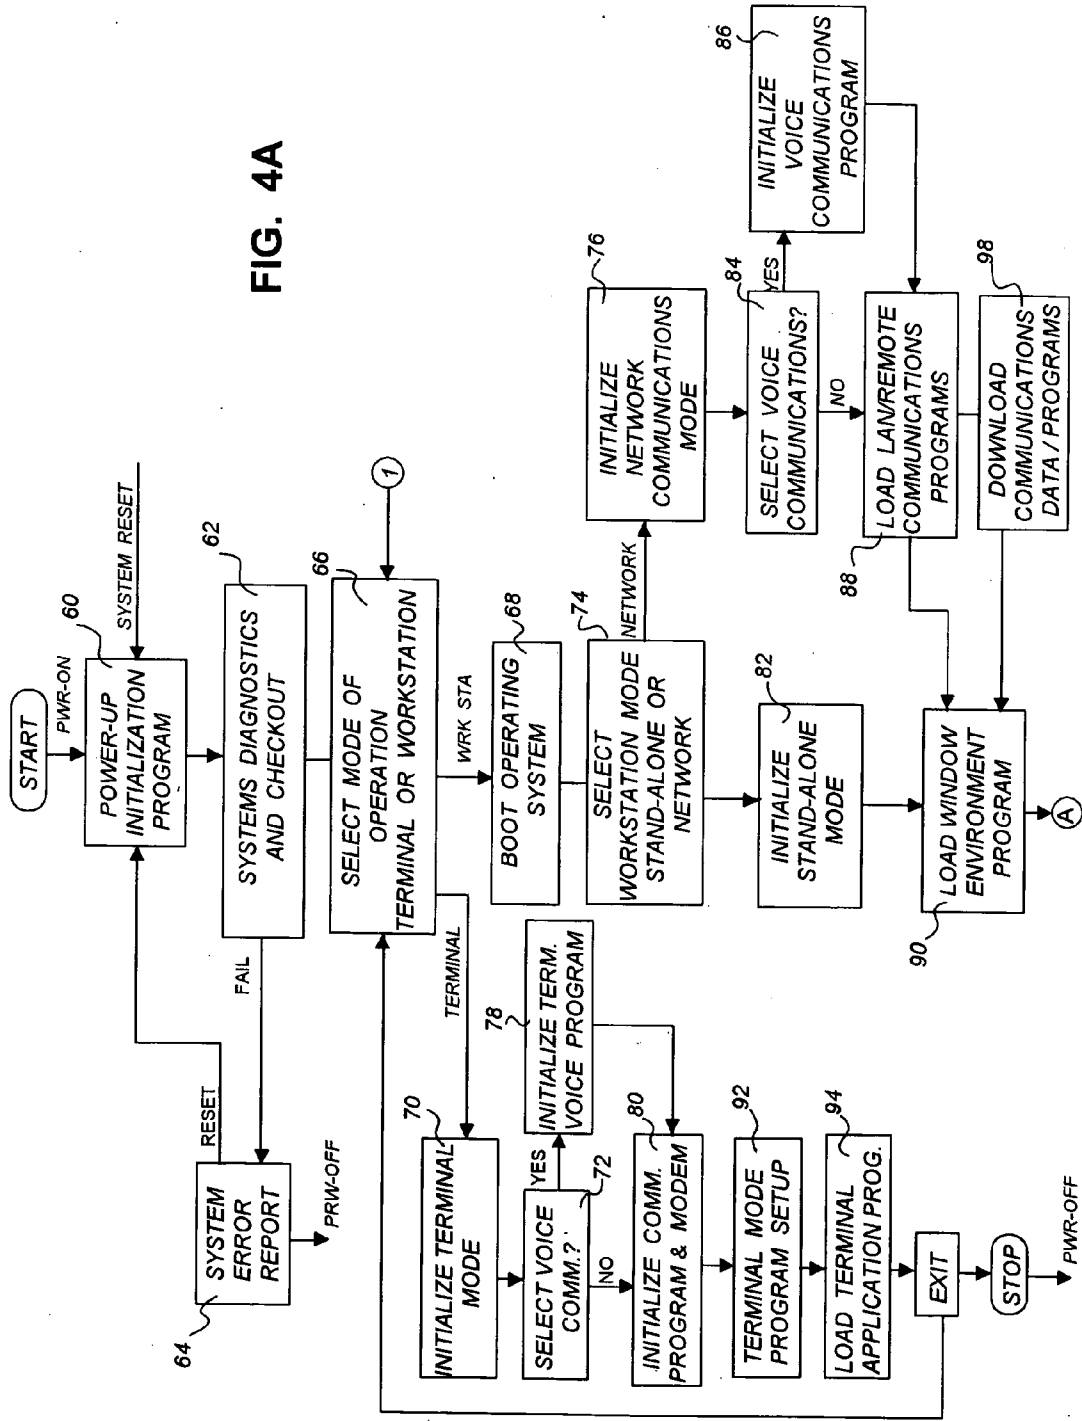 FIG. 4A
START
PWR-ON
SYSTEM RESET
60
POWER-UP
INITIALIZATION
PROGRAM
62
SYSTEMS DIAGNOSTICS
AND CHECKOUT
FAIL
RESET
64
SYSTEM
ERROR
REPORT
PRW-OFF
66
SELECT MODE OF
OPERATION
TERMINAL OR WORKSTATION
1
TERMINAL
WRK STA
68
BOOT OPERATING
SYSTEM
70
INITIALIZE TERMINAL
MODE
72
SELECT VOICE
COMM.?
YES
NO
78
INITIALIZE TERM.
VOICE PROGRAM
80
INITIALIZE COMM.
PROGRAM & MODEM
92
TERMINAL MODE
PROGRAM SETUP
94
LOAD TERMINAL
APPLICATION PROG.
EXIT
STOP
PWR-OFF
74
SELECT
WORKSTATION MODE
STAND-ALONE OR
NETWORK
NETWORK
76
INITIALIZE
NETWORK
COMMUNICATIONS
MODE
82
INITIALIZE
STAND-ALONE
MODE
84
SELECT VOICE
COMMUNICATIONS?
YES
NO
86
INITIALIZE
VOICE
COMMUNICATIONS
PROGRAM
88
LOAD LAN/REMOTE
COMMUNICATIONS
PROGRAMS
98
DOWNLOAD
COMMUNICATIONS
DATA / PROGRAMS
90
LOAD WINDOW
ENVIRONMENT
PROGRAM
A